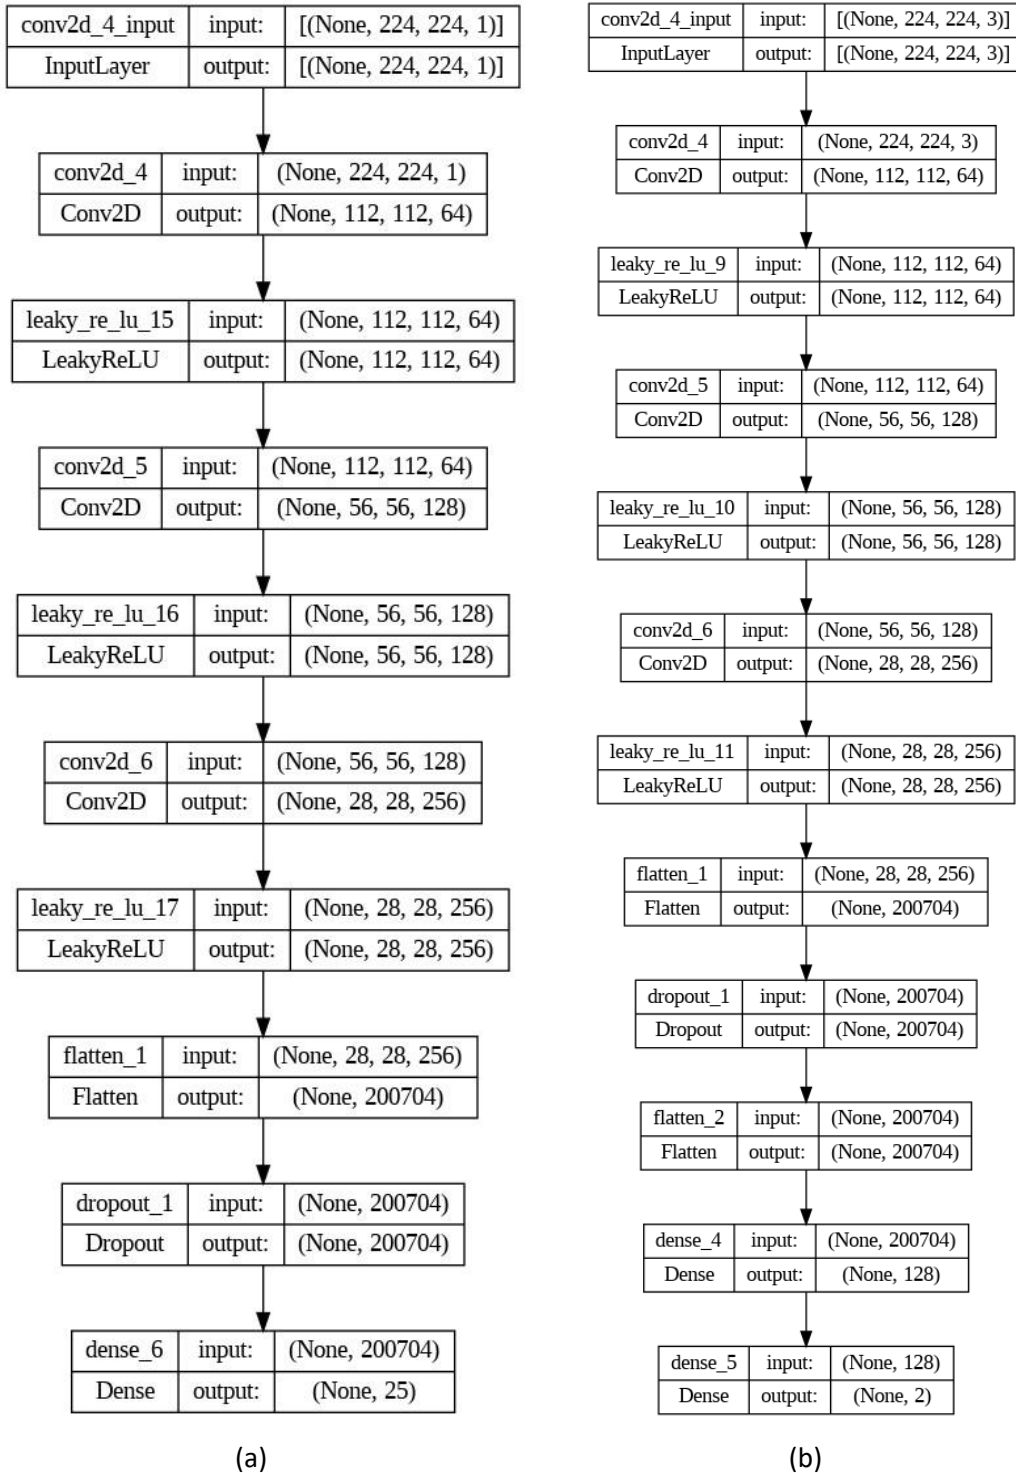 conv2d_4_input input: [(None, 224, 224, 1)]
InputLayer output: [(None, 224, 224, 1)]
conv2d_4 input: (None, 224, 224, 1)
Conv2D output: (None, 112, 112, 64)
leaky_re_lu_15 input: (None, 112, 112, 64)
LeakyReLU output: (None, 112, 112, 64)
conv2d_5 input: (None, 112, 112, 64)
Conv2D output: (None, 56, 56, 128)
leaky_re_lu_16 input: (None, 56, 56, 128)
LeakyReLU output: (None, 56, 56, 128)
conv2d_6 input: (None, 56, 56, 128)
Conv2D output: (None, 28, 28, 256)
leaky_re_lu_17 input: (None, 28, 28, 256)
LeakyReLU output: (None, 28, 28, 256)
flatten_1 input: (None, 28, 28, 256)
Flatten output: (None, 200704)
dropout_1 input: (None, 200704)
Dropout output: (None, 200704)
dense_6 input: (None, 200704)
Dense output: (None, 25)
(a)
conv2d_4_input input: [(None, 224, 224, 3)]
InputLayer output: [(None, 224, 224, 3)]
conv2d_4 input: (None, 224, 224, 3)
Conv2D output: (None, 112, 112, 64)
leaky_re_lu_9 input: (None, 112, 112, 64)
LeakyReLU output: (None, 112, 112, 64)
conv2d_5 input: (None, 112, 112, 64)
Conv2D output: (None, 56, 56, 128)
leaky_re_lu_10 input: (None, 56, 56, 128)
LeakyReLU output: (None, 56, 56, 128)
conv2d_6 input: (None, 56, 56, 128)
Conv2D output: (None, 28, 28, 256)
leaky_re_lu_11 input: (None, 28, 28, 256)
LeakyReLU output: (None, 28, 28, 256)
flatten_1 input: (None, 28, 28, 256)
Flatten output: (None, 200704)
dropout_1 input: (None, 200704)
Dropout output: (None, 200704)
flatten_2 input: (None, 200704)
Flatten output: (None, 200704)
dense_4 input: (None, 200704)
Dense output: (None, 128)
dense_5 input: (None, 128)
Dense output: (None, 2)
(b)